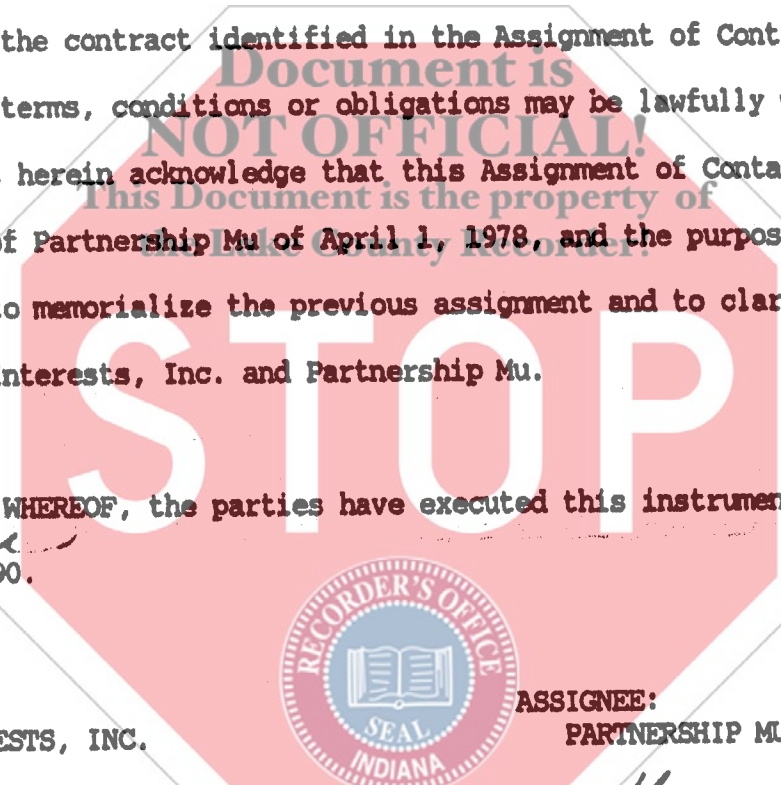 the contract identified in the Assignment of Cont
Document is
terms, conditions or obligations may be lawfully
NOT OFFICIAL!
herein acknowledge that this Assignment of Conta
This Document is the property of
of Partnership Mu of April 1, 1978, and the purpos
the Lake County Recorder!
o memorialize the previous assignment and to clar
nterests, Inc. and Partnership Mu.
STOP
WHEREOF, the parties have executed this instrumen
90.
RECORDER'S OFFICE
SEAL
INDIANA
ASSIGNEE:
ESTS, INC.
PARTNERSHIP MU